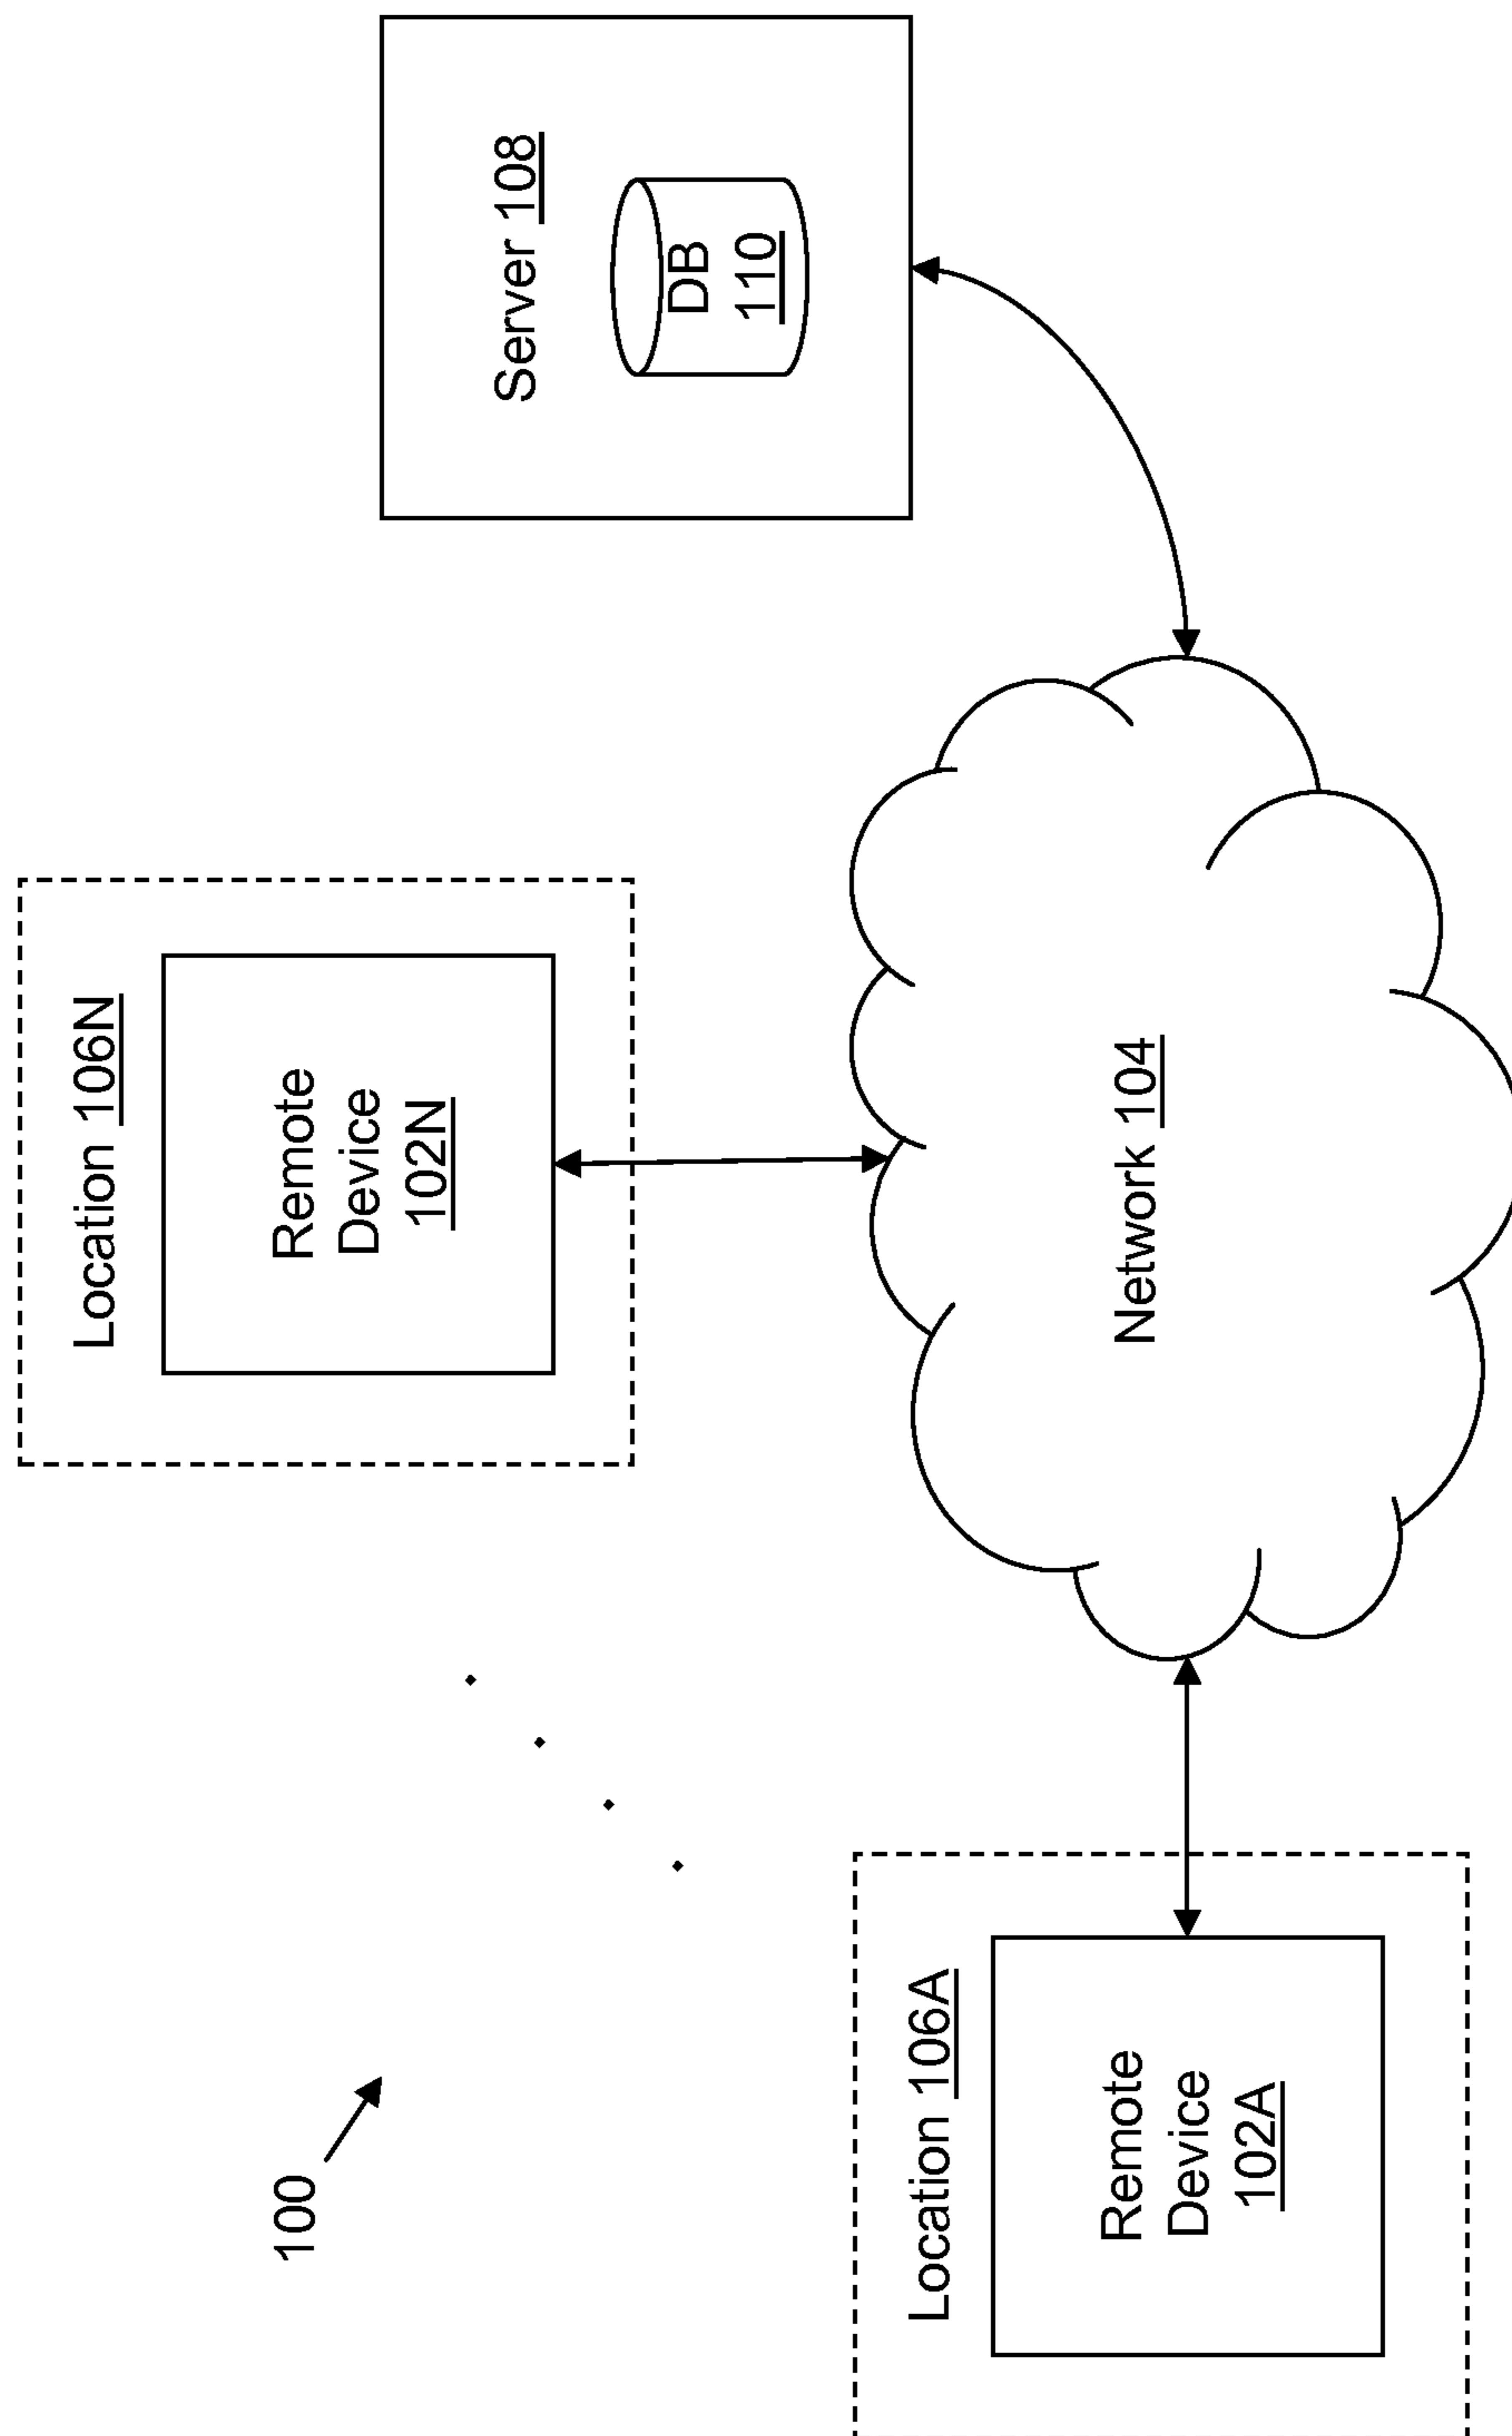 100
Location 106N
Remote
Device
102N
Server 108
DB
110
Location 106A
Remote
Device
102A
Network 104